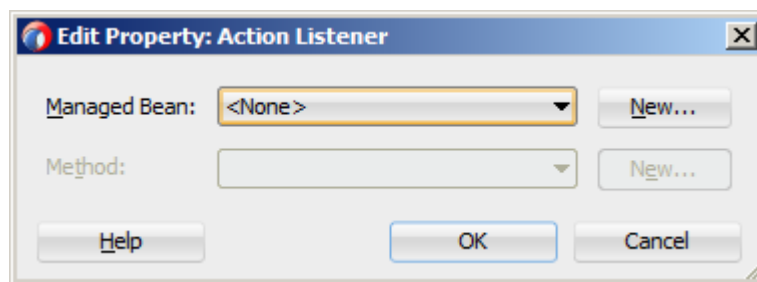 Edit Property: Action Listener
Managed Bean: <None> New...
Method: New...
Help OK Cancel